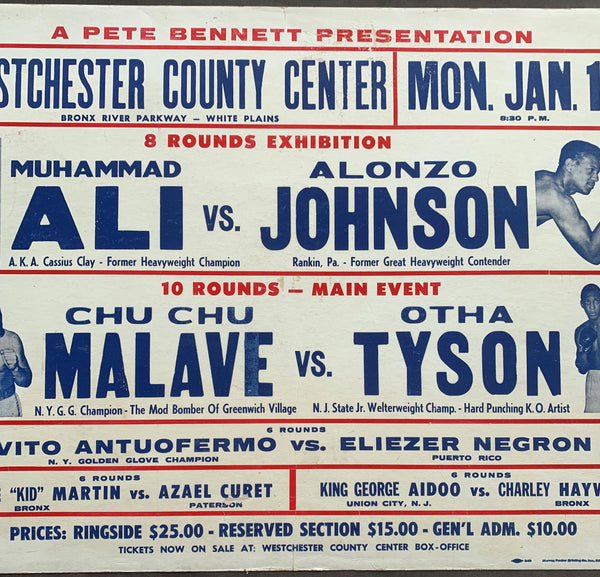 A PETE BENNETT PRESENTATION
STCHESTER COUNTY CENTER
BRONX RIVER PARKWAY – WHITE PLAINS
MON. JAN. 1
8:30 P.M.
8 ROUNDS EXHIBITION
MUHAMMAD ALI vs. ALONZO JOHNSON
A.K.A. Cassius Clay - Former Heavyweight Champion
Rankin, Pa. - Former Great Heavyweight Contender
10 ROUNDS – MAIN EVENT
CHU CHU MALAVE vs. OTHA TYSON
N.Y.G.G. Champion - The Mod Bomber Of Greenwich Village
N.J. State Jr. Welterweight Champ. - Hard Punching K.O. Artist
6 ROUNDS
VITO ANTUOFERMO vs. ELIEZER NEGRON
N.Y. GOLDEN GLOVE CHAMPION
PUERTO RICO
6 ROUNDS
"KID" MARTIN vs. AZAEL CURET
BRONX
PATERSON
6 ROUNDS
KING GEORGE AIDOO vs. CHARLEY HAYW
UNION CITY, N.J.
BRONX
PRICES: RINGSIDE $25.00 - RESERVED SECTION $15.00 - GEN'L ADM. $10.00
TICKETS NOW ON SALE AT: WESTCHESTER COUNTY CENTER BOX-OFFICE